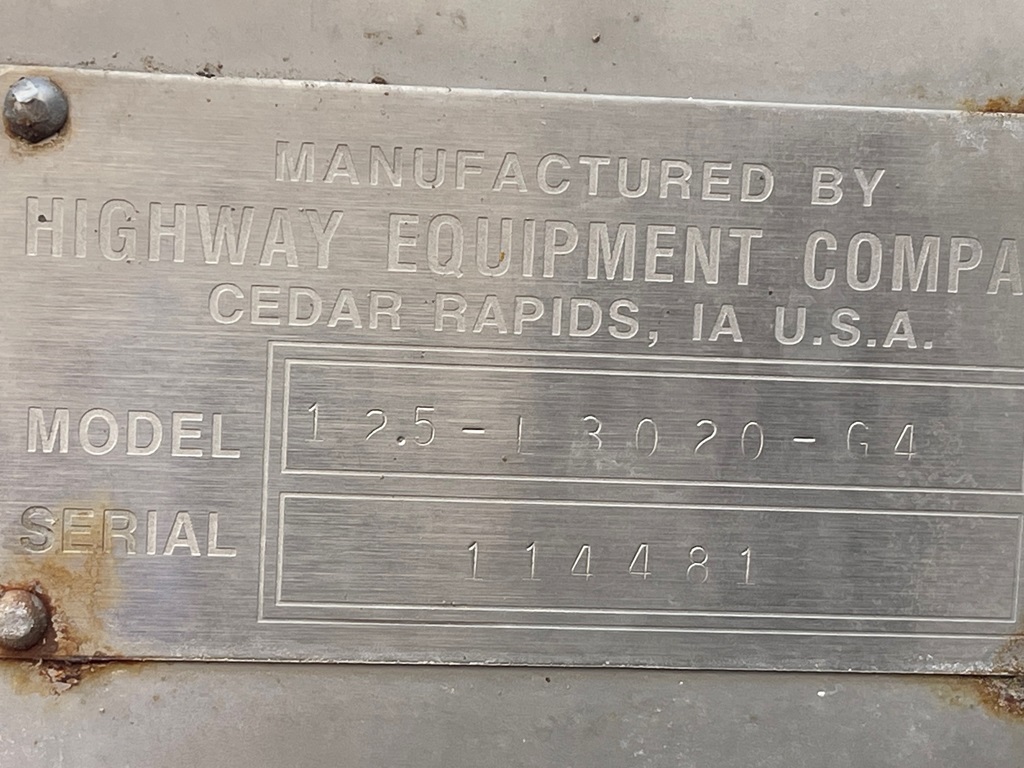 MANUFACTURED BY
HIGHWAY EQUIPMENT COMPA
CEDAR RAPIDS, IA U.S.A.
MODEL 125-L3020-G4
SERIAL 114481